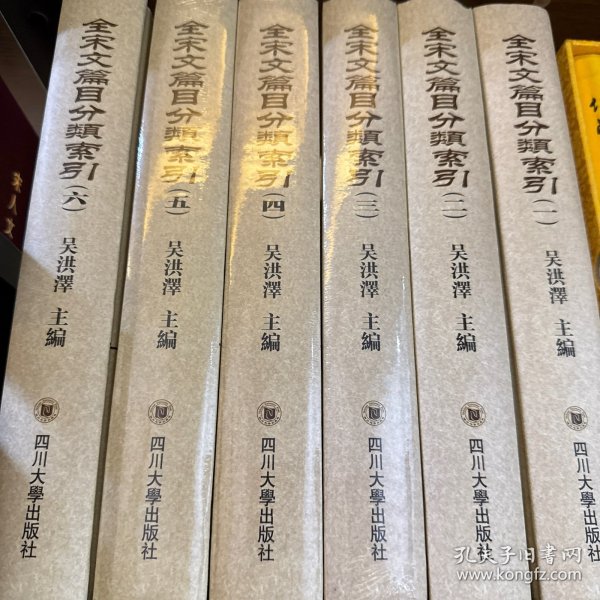 全宋文篇目分類索引（六）
吴洪澤 主編
四川大學出版社
全宋文篇目分類索引（五）
吴洪澤 主編
四川大學出版社
全宋文篇目分類索引（四）
吴洪澤 主編
四川大學出版社
全宋文篇目分類索引（三）
吴洪澤 主編
四川大學出版社
全宋文篇目分類索引（二）
吴洪澤 主編
四川大學出版社
全宋文篇目分類索引（一）
吴洪澤 主編
四川大學出版社
孔夫子旧書网
www.kongfz.com